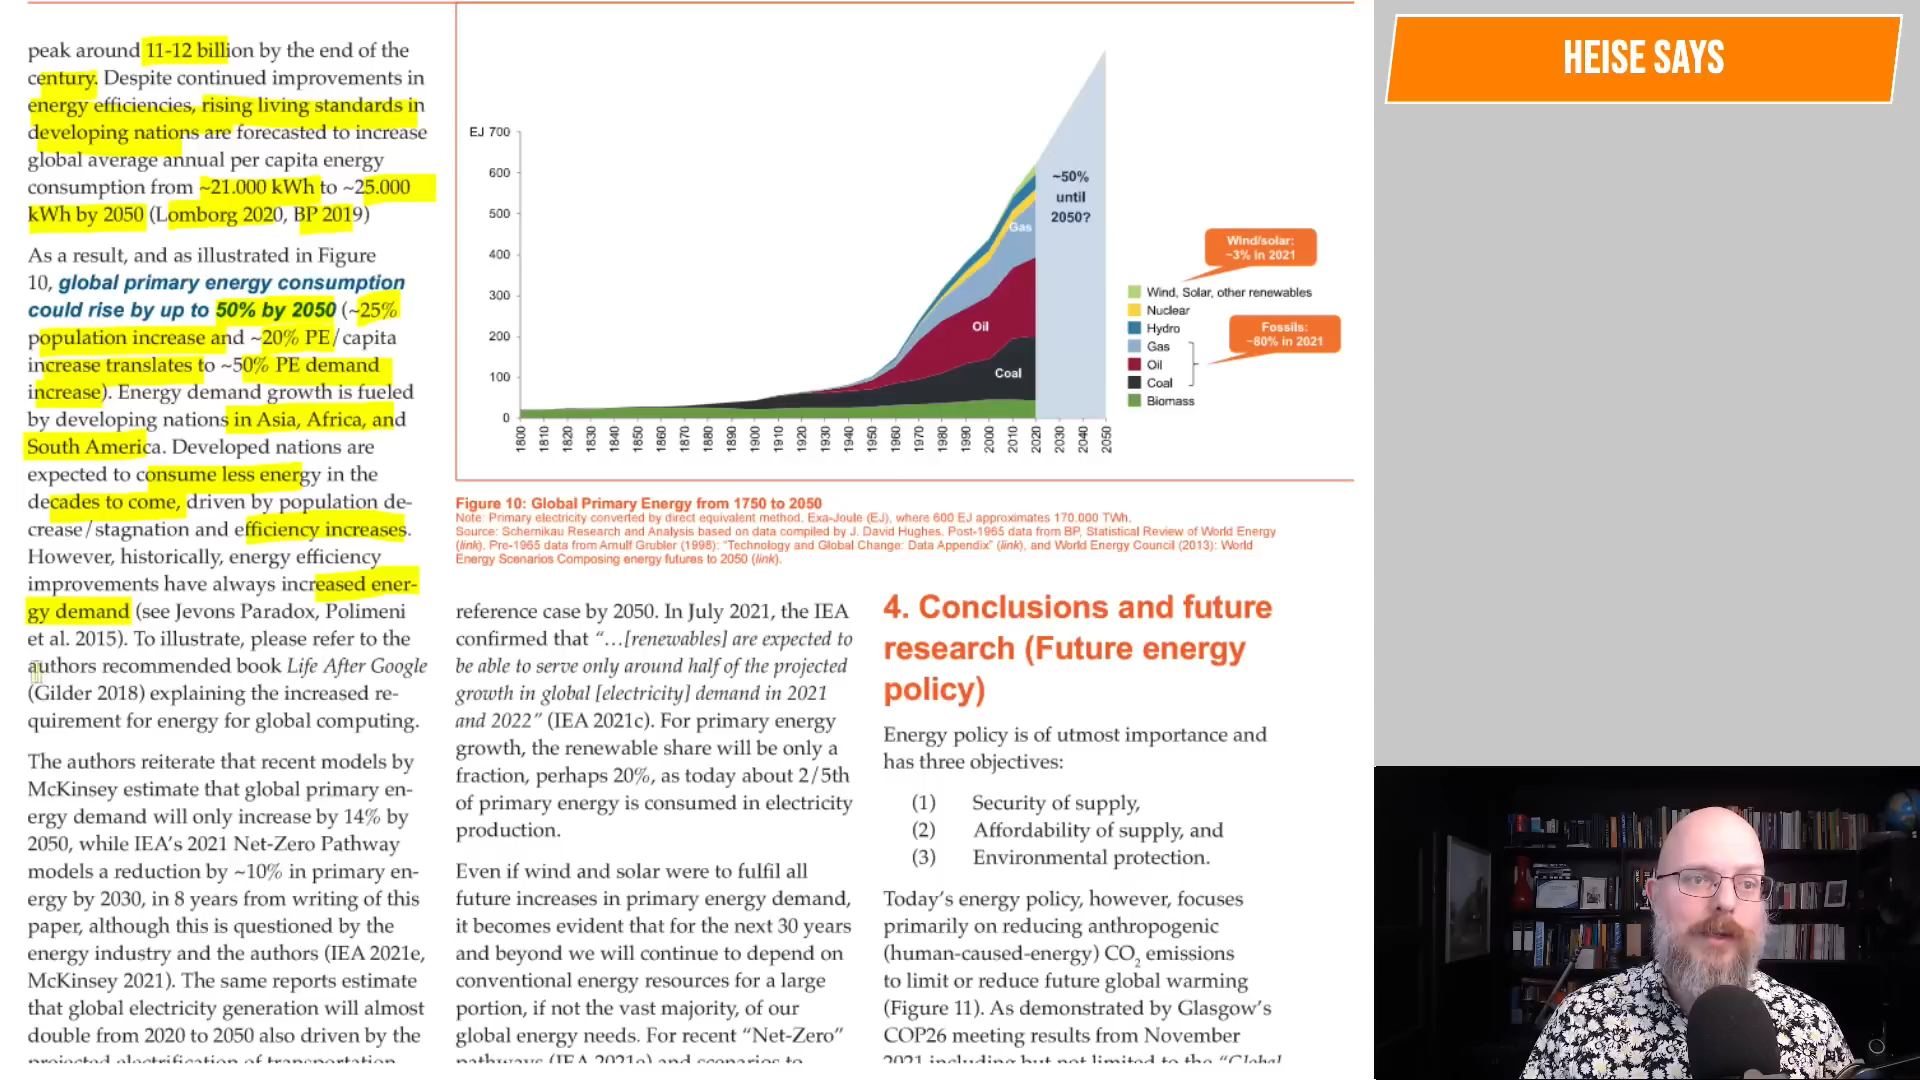 peak around 11-12 billion by the end of the
century. Despite continued improvements in
energy efficiencies, rising living standards in
developing nations are forecasted to increase
global average annual per capita energy
consumption from ~21.000 kWh to ~25.000
kWh by 2050 (Lomborg 2020, BP 2019)
As a result, and as illustrated in Figure
10, global primary energy consumption
could rise by up to 50% by 2050 (~25%
population increase and ~20% PE/capita
increase translates to ~50% PE demand
increase). Energy demand growth is fueled
by developing nations in Asia, Africa, and
South America. Developed nations are
expected to consume less energy in the
decades to come, driven by population de-
crease/stagnation and efficiency increases.
However, historically, energy efficiency
improvements have always increased ener-
gy demand (see Jevons Paradox, Polimeni
et al. 2015). To illustrate, please refer to the
authors recommended book Life After Google
(Gilder 2018) explaining the increased re-
quirement for energy for global computing.
The authors reiterate that recent models by
McKinsey estimate that global primary en-
ergy demand will only increase by 14% by
2050, while IEA's 2021 Net-Zero Pathway
models a reduction by ~10% in primary en-
ergy by 2030, in 8 years from writing of this
paper, although this is questioned by the
energy industry and the authors (IEA 2021e,
McKinsey 2021). The same reports estimate
that global electricity generation will almost
double from 2020 to 2050 also driven by the
projected electrification of transportation
EJ 700
600
500
400
300
200
100
0
1800
1810
1820
1830
1840
1850
1860
1870
1880
1890
1900
1910
1920
1930
1940
1950
1960
1970
1980
1990
2000
2010
2020
2030
2040
2050
Gas
Oil
Coal
~50%
until
2050?
Wind/solar:
~3% in 2021
Wind, Solar, other renewables
Nuclear
Hydro
Gas
Oil
Coal
Biomass
Fossils:
~80% in 2021
Figure 10: Global Primary Energy from 1750 to 2050
Note: Primary electricity converted by direct equivalent method. Exa-Joule (EJ), where 600 EJ approximates 170.000 TWh.
Source: Schernikau Research and Analysis based on data compiled by J. David Hughes. Post-1965 data from BP, Statistical Review of World Energy
(link). Pre-1965 data from Arnulf Grubler (1998): "Technology and Global Change: Data Appendix" (link), and World Energy Council (2013): World
Energy Scenarios Composing energy futures to 2050 (link).
reference case by 2050. In July 2021, the IEA
confirmed that "…[renewables] are expected to
be able to serve only around half of the projected
growth in global [electricity] demand in 2021
and 2022" (IEA 2021c). For primary energy
growth, the renewable share will be only a
fraction, perhaps 20%, as today about 2/5th
of primary energy is consumed in electricity
production.
Even if wind and solar were to fulfil all
future increases in primary energy demand,
it becomes evident that for the next 30 years
and beyond we will continue to depend on
conventional energy resources for a large
portion, if not the vast majority, of our
global energy needs. For recent "Net-Zero"
pathways (IEA 2021e) and scenarios to
4. Conclusions and future
research (Future energy
policy)
Energy policy is of utmost importance and
has three objectives:
(1) Security of supply,
(2) Affordability of supply, and
(3) Environmental protection.
Today's energy policy, however, focuses
primarily on reducing anthropogenic
(human-caused-energy) CO2 emissions
to limit or reduce future global warming
(Figure 11). As demonstrated by Glasgow's
COP26 meeting results from November
2021 including but not limited to the "Global
HEISE SAYS